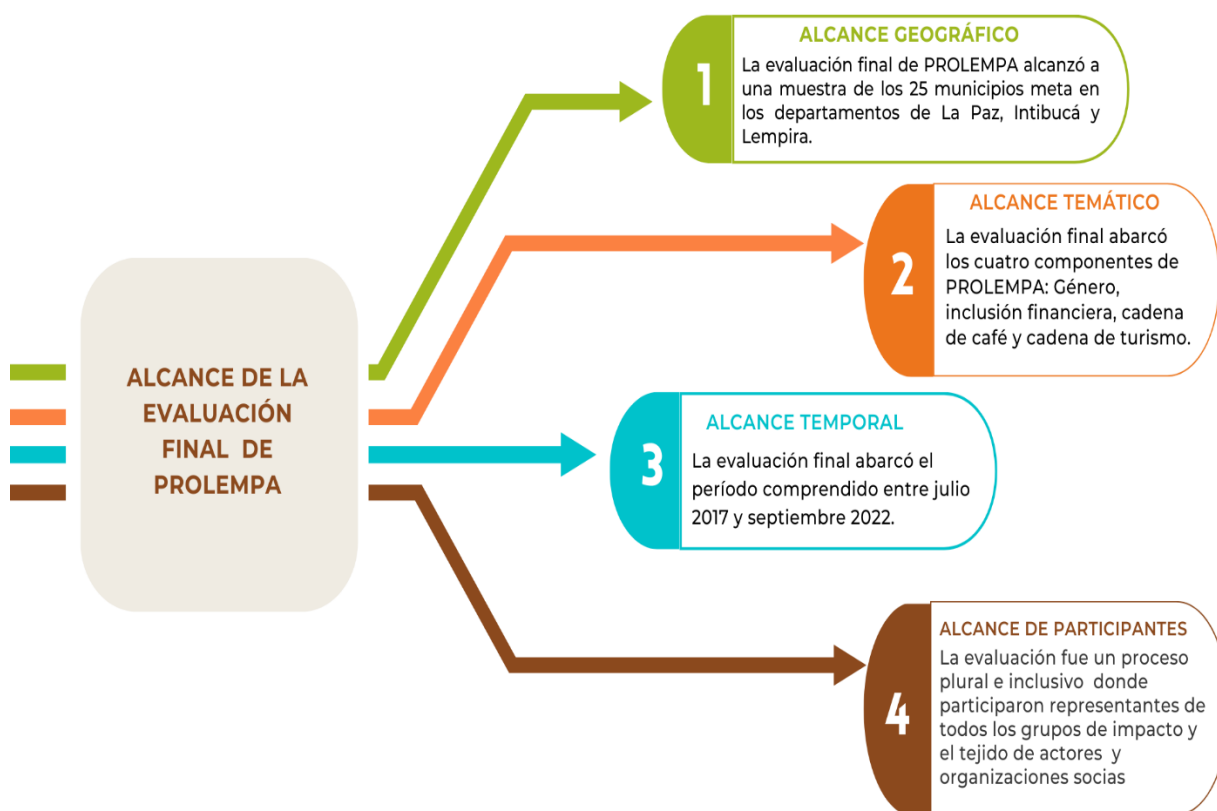 ALCANCE DE LA
EVALUACIÓN
FINAL DE
PROLEMPA
1
ALCANCE GEOGRÁFICO
La evaluación final de PROLEMPA alcanzó a
una muestra de los 25 municipios meta en
los departamentos de La Paz, Intibucá y
Lempira.
2
ALCANCE TEMÁTICO
La evaluación final abarcó
los cuatro componentes de
PROLEMPA: Género,
inclusión financiera, cadena
de café y cadena de turismo.
3
ALCANCE TEMPORAL
La evaluación final abarcó el
período comprendido entre julio
2017 y septiembre 2022.
4
ALCANCE DE PARTICIPANTES
La evaluación fue un proceso
plural e inclusivo donde
participaron representantes de
todos los grupos de impacto y
el tejido de actores y
organizaciones socias